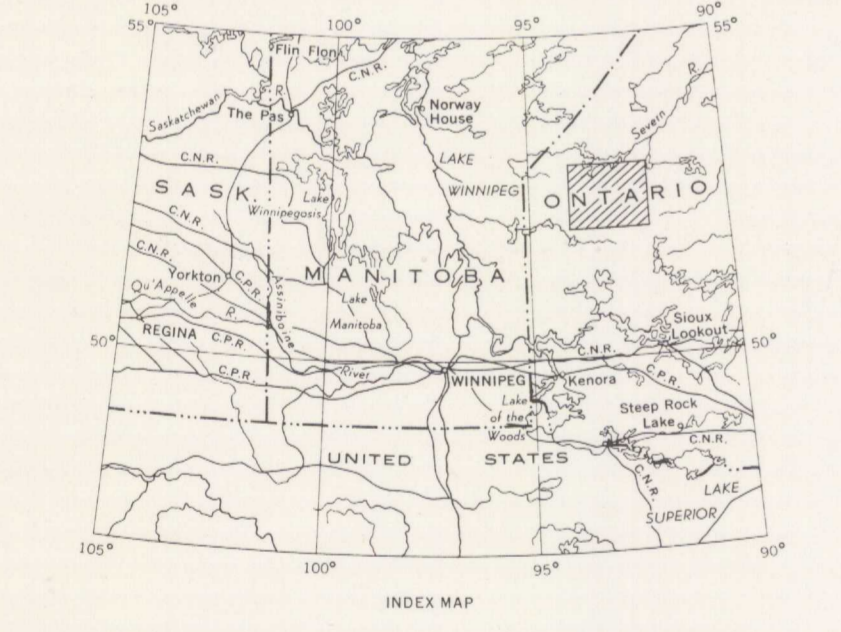 105°
100°
95°
90°
55°
55°
Flin Flon
C.N.R.
R.
Saskatchewan
The Pas
Norway
House
Severn
R.
C.N.R.
LAKE
WINNIPEG
SASK.
Lake
Winnipegosis
ONTARIO
C.N.R.
C.N.R.
Yorkton
C.P.R.
MANITOBA
Assiniboine
Qu'Appelle
R.
Lake
Manitoba
Sioux
Lookout
REGINA
C.P.R.
50°
50°
C.N.R.
C.P.R.
River
C.P.R.
WINNIPEG
Kenora
Lake
of the
Woods
Steep Rock
Lake
C.N.R.
UNITED STATES
C.N.R.
LAKE
SUPERIOR
105°
100°
95°
90°
INDEX MAP